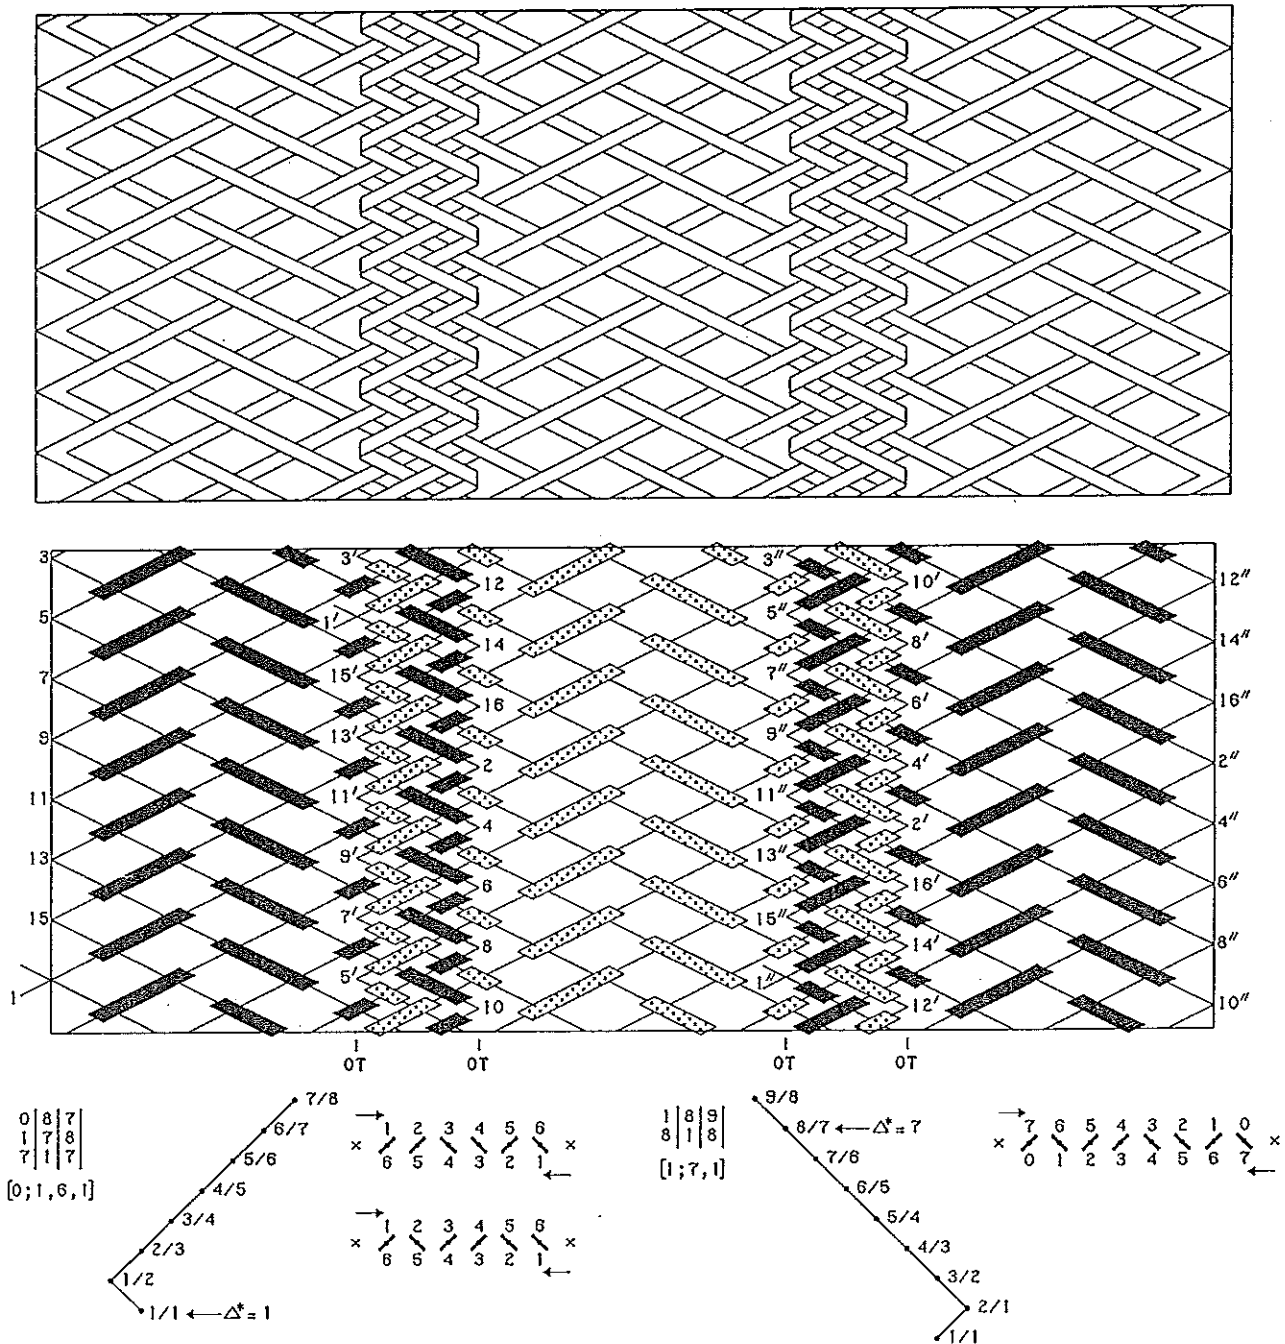 3 3′ 12 3″ 10′ 12″
5 1′ 14 5″ 8′ 14″
7 15′ 16 7″ 6′ 16″
9 13′ 2 9″ 4′ 2″
11 11′ 4 11″ 2′ 4″
13 9′ 6 13″ 16′ 6″
15 7′ 8 15″ 14′ 8″
1 5′ 10 1″ 12′ 10″
1 1 1 1
OT OT OT OT
0|8|7|
1|7|8|
7|1|7|
[0;1,6,1]
7/8
6/7
5/6
4/5
3/4
2/3
1/2
1/1 ← Δ* = 1
→
1 2 3 4 5 6
× ×
6 5 4 3 2 1
←
→
1 2 3 4 5 6
× ×
6 5 4 3 2 1
←
1|8|9|
8|1|8|
[1;7,1]
9/8
8/7 ← Δ* = 7
7/6
6/5
5/4
4/3
3/2
2/1
1/1
→
7 6 5 4 3 2 1 0
× ×
0 1 2 3 4 5 6 7
←